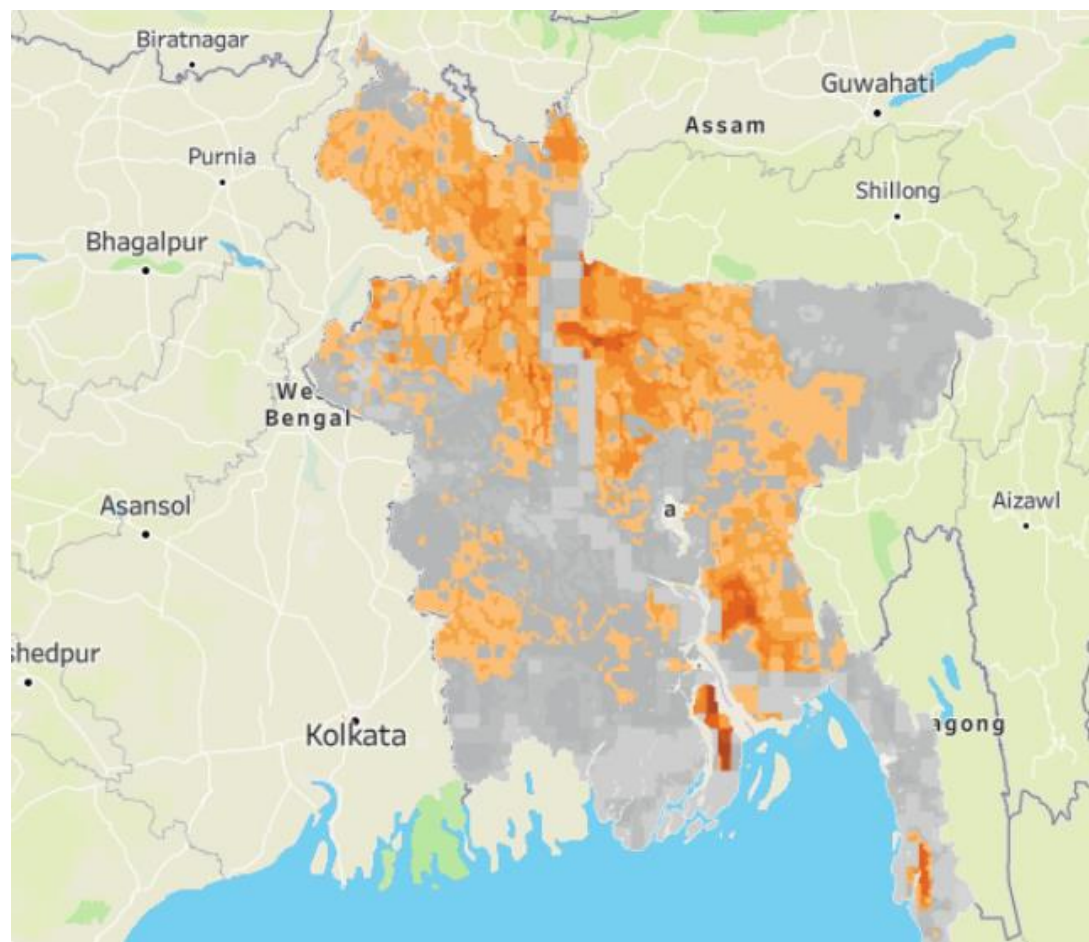 Biratnagar
Guwahati
Assam
Purnia
Shillong
Bhagalpur
We
Bengal
a
Asansol
Aizawl
shedpur
agong
Kolkata